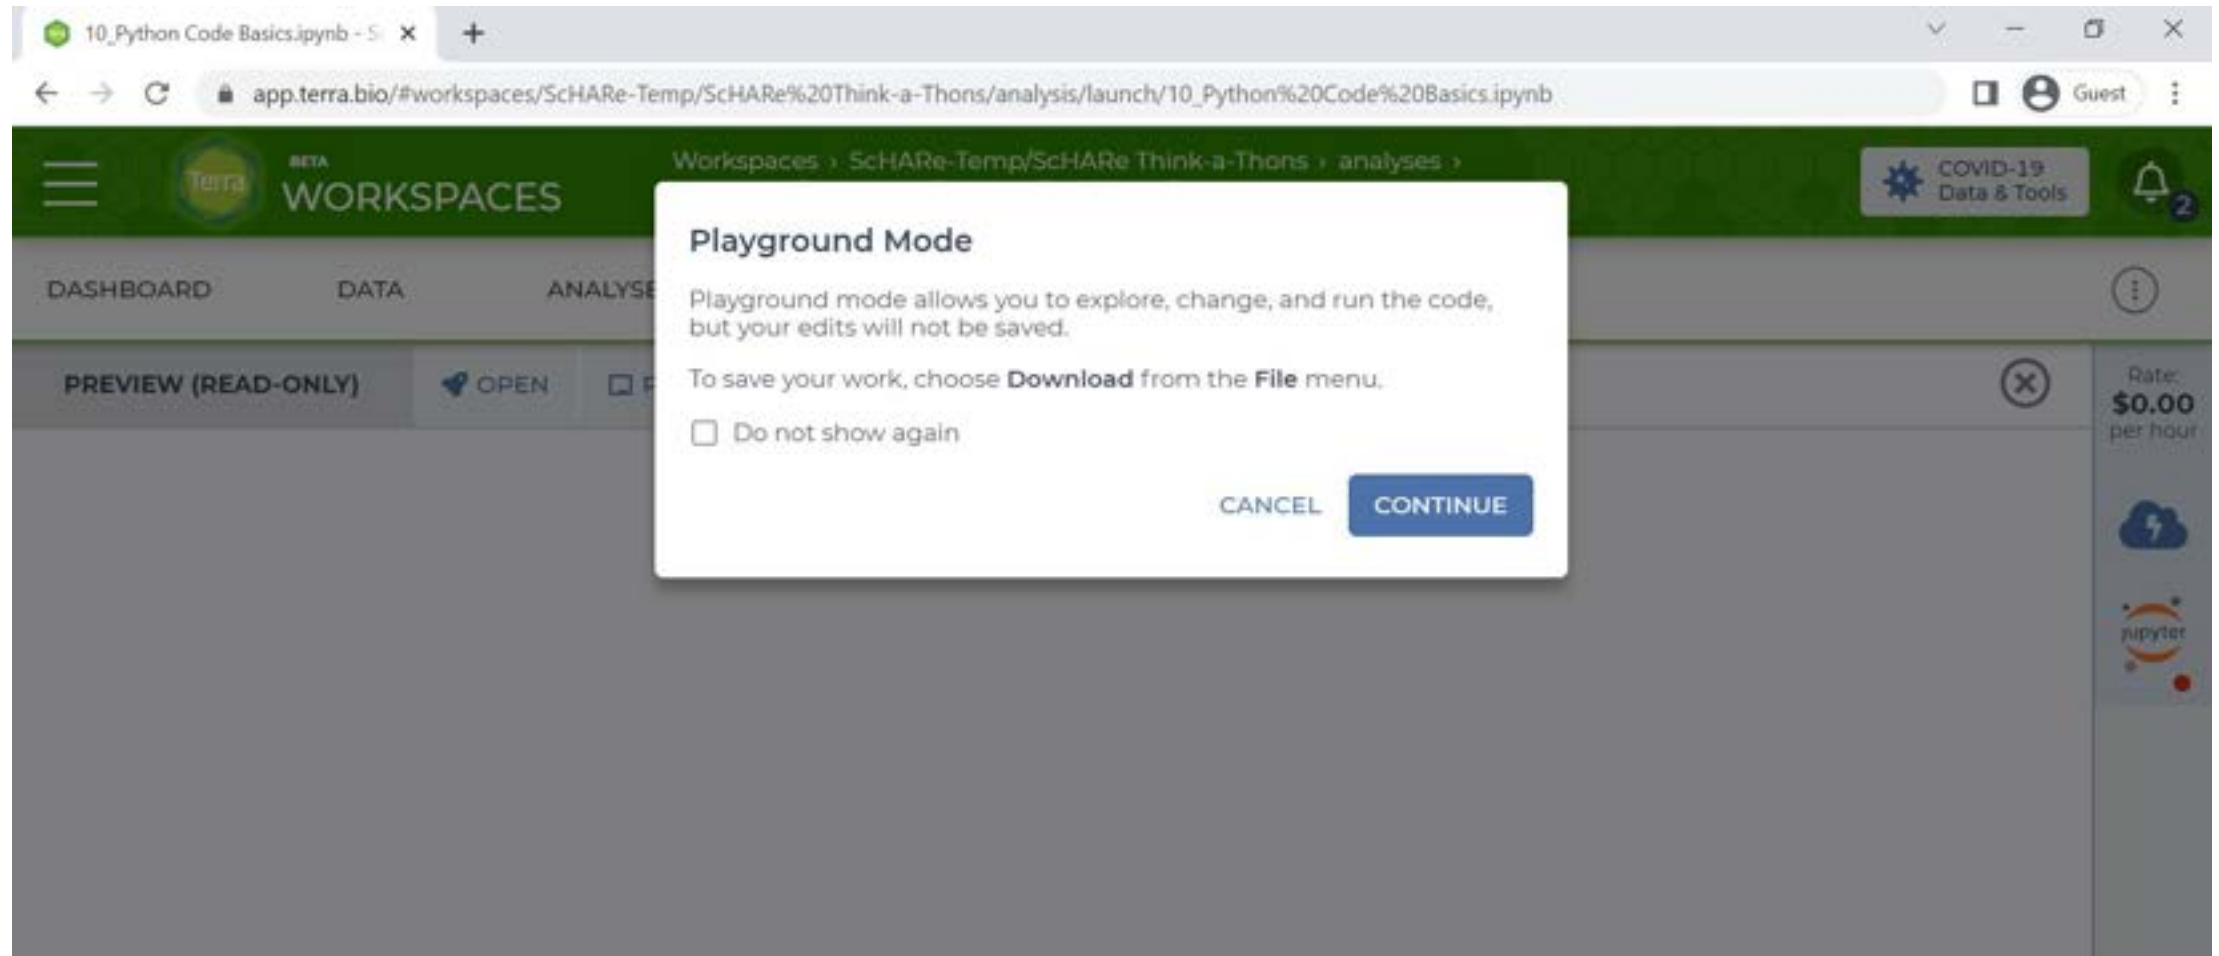 10_Python Code Basics.ipynb - S
app.terra.bio/#workspaces/ScHARe-Temp/ScHARe%20Think-a-Thons/analysis/launch/10_Python%20Code%20Basics.ipynb
Guest
Terra
BETA
WORKSPACES
Workspaces › ScHARe-Temp/ScHARe Think-a-Thons › analyses ›
COVID-19
Data & Tools
2
DASHBOARD DATA ANALYSE
PREVIEW (READ-ONLY) OPEN P
Playground Mode
Playground mode allows you to explore, change, and run the code,
but your edits will not be saved.
To save your work, choose Download from the File menu.
Do not show again
CANCEL CONTINUE
Rate:
$0.00
per hour
jupyter